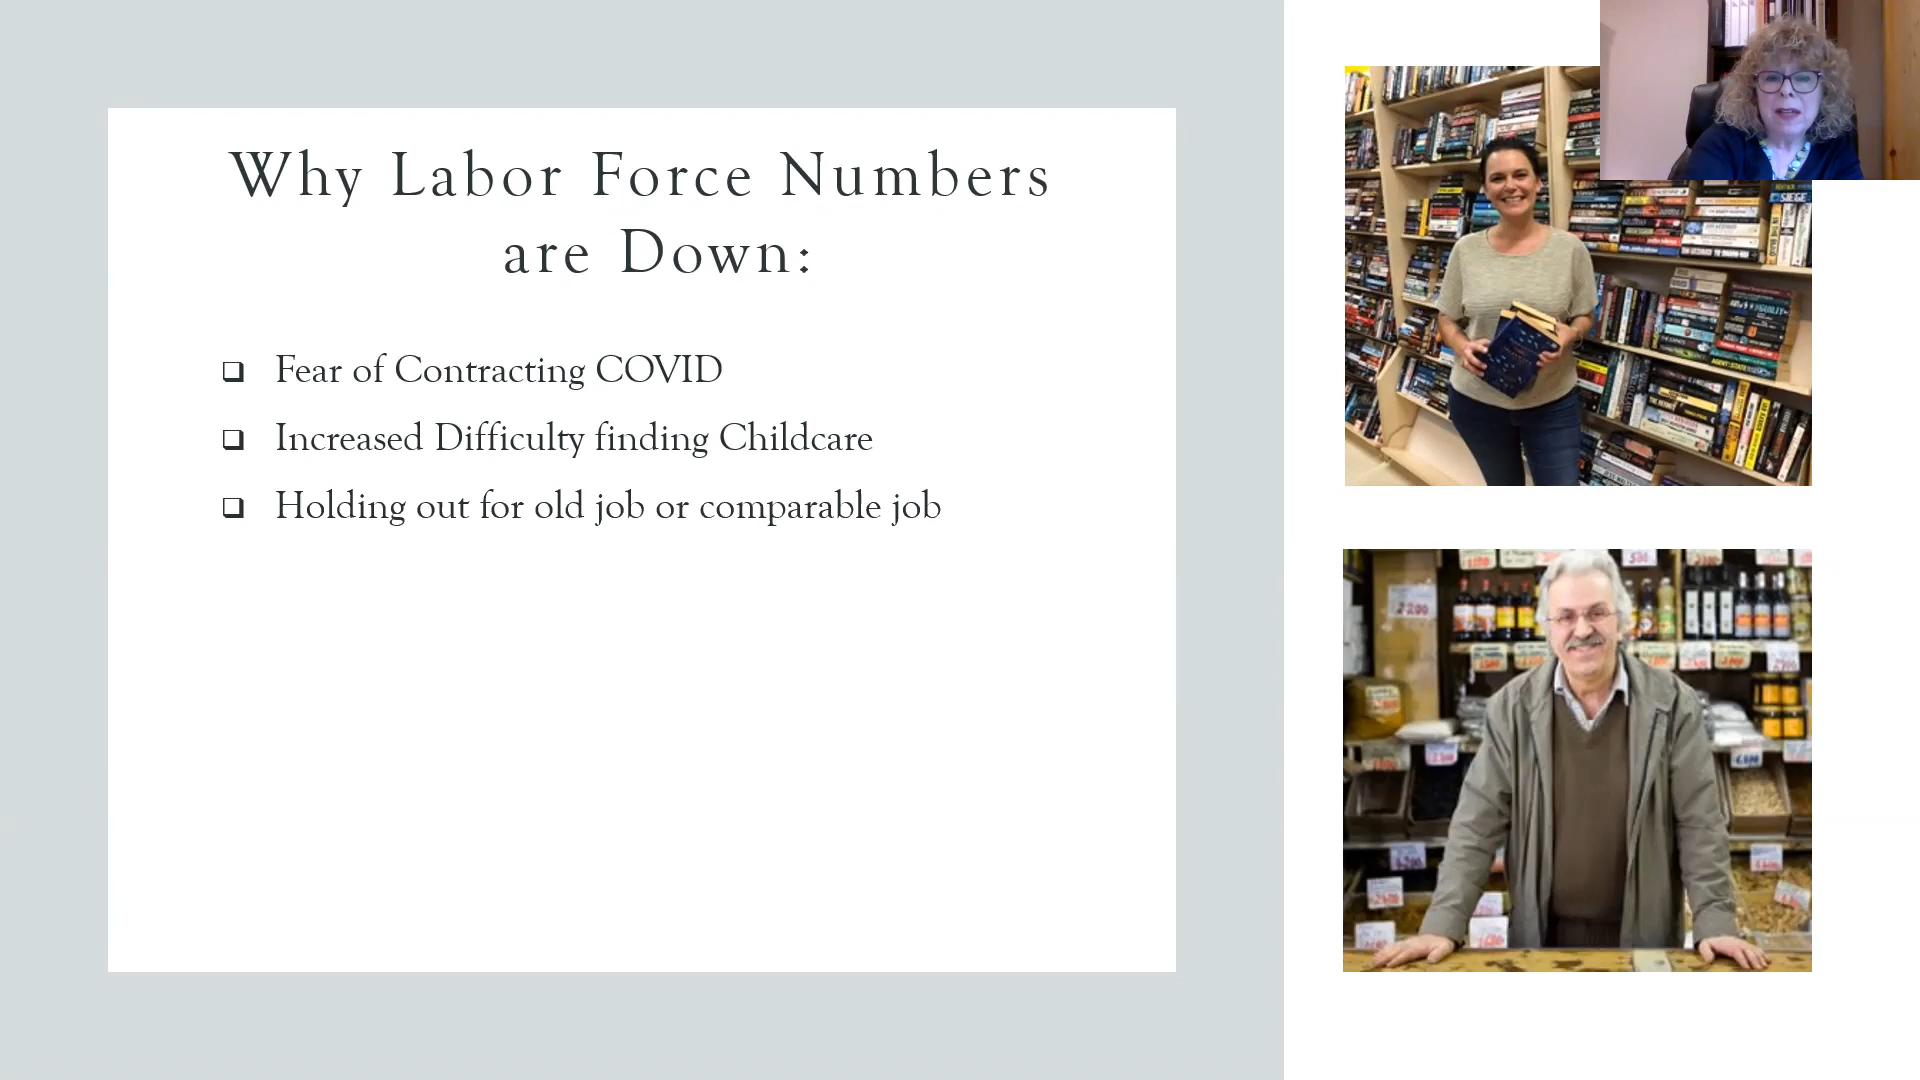 Why Labor Force Numbers
are Down:
❑ Fear of Contracting COVID
❑ Increased Difficulty finding Childcare
❑ Holding out for old job or comparable job
SIEGE